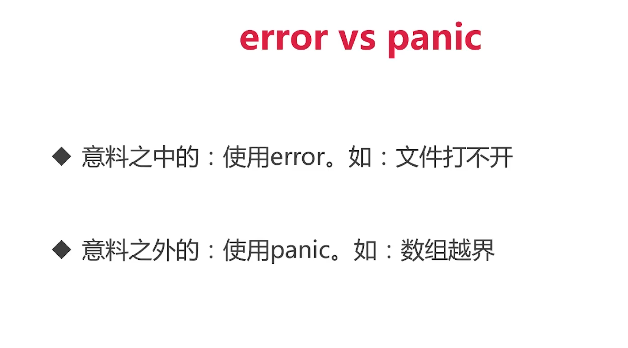 error vs panic
◆ 意料之中的：使用error。如：文件打不开
◆ 意料之外的：使用panic。如：数组越界